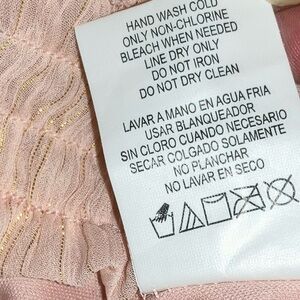 HAND WASH COLD
ONLY NON-CHLORINE
BLEACH WHEN NEEDED
LINE DRY ONLY
DO NOT IRON
DO NOT DRY CLEAN
LAVAR A MANO EN AGUA FRIA
USAR BLANQUEADOR
SIN CLORO CUANDO NECESARIO
SECAR COLGADO SOLAMENTE
NO PLANCHAR
NO LAVAR EN SECO